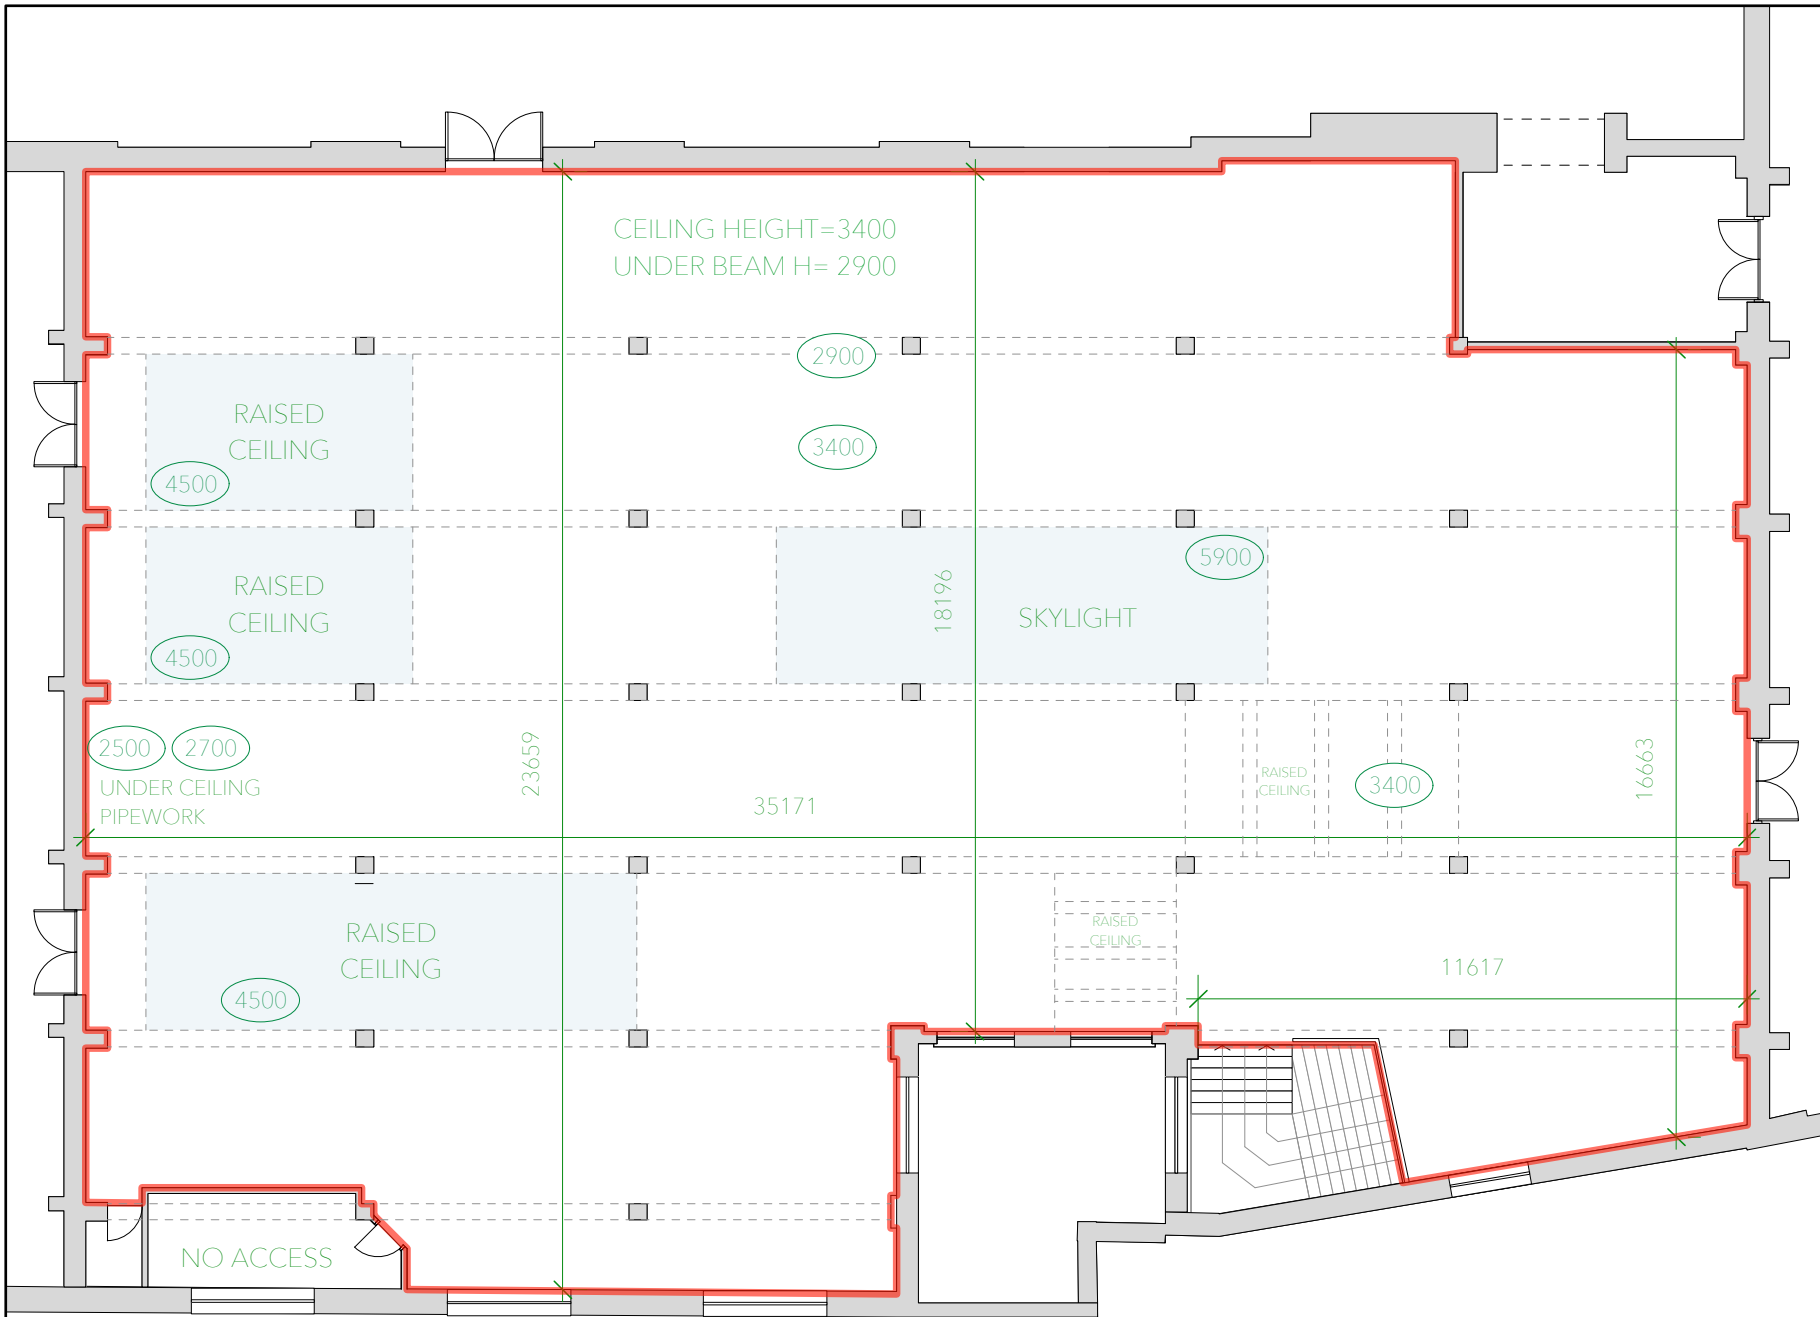 CEILING HEIGHT=3400
UNDER BEAM H= 2900
2900
RAISED
CEILING
3400
4500
5900
RAISED
CEILING
18196
SKYLIGHT
4500
2500
2700
UNDER CEILING
PIPEWORK
23659
35171
RAISED
CEILING
3400
16663
RAISED
CEILING
4500
RAISED
CEILING
11617
NO ACCESS